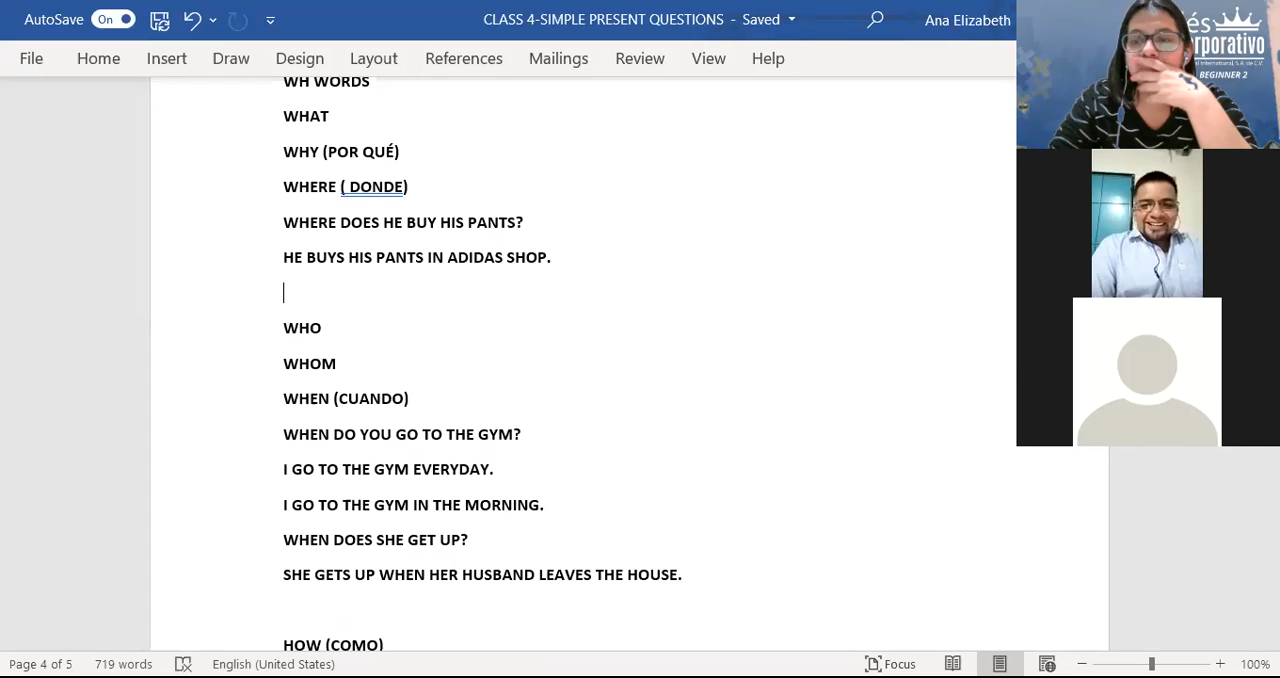 AutoSave On CLASS 4-SIMPLE PRESENT QUESTIONS - Saved Ana Elizabeth
File Home Insert Draw Design Layout References Mailings Review View Help
WH WORDS
WHAT
WHY (POR QUÉ)
WHERE ( DONDE)
WHERE DOES HE BUY HIS PANTS?
HE BUYS HIS PANTS IN ADIDAS SHOP.
WHO
WHOM
WHEN (CUANDO)
WHEN DO YOU GO TO THE GYM?
I GO TO THE GYM EVERYDAY.
I GO TO THE GYM IN THE MORNING.
WHEN DOES SHE GET UP?
SHE GETS UP WHEN HER HUSBAND LEAVES THE HOUSE.
HOW (COMO)
Page 4 of 5 719 words English (United States) Focus 100%
és
rporativo
BEGINNER 2